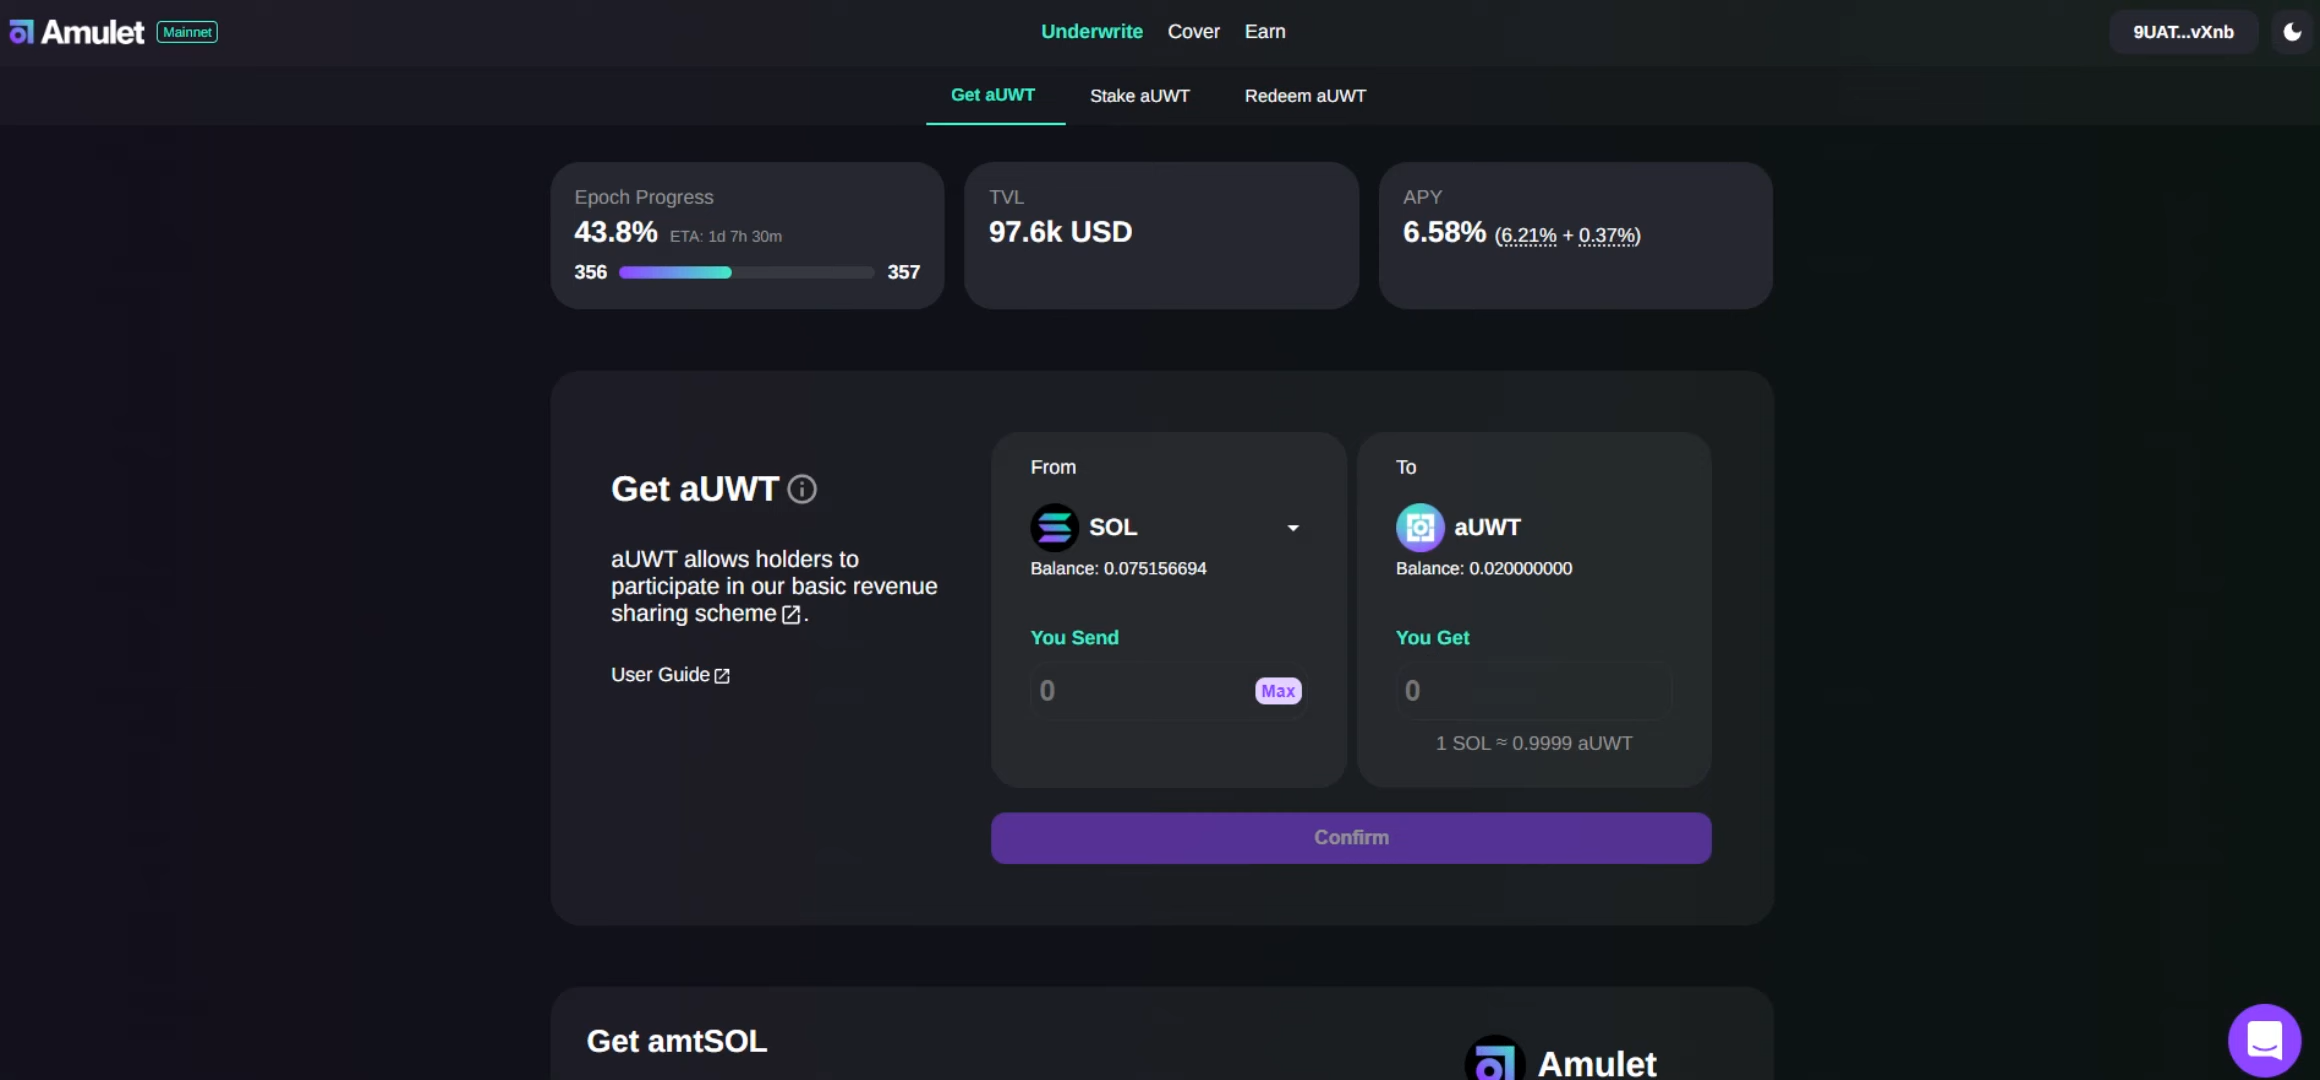 Amulet Mainnet
Underwrite Cover Earn
9UAT...vXnb
Get aUWT Stake aUWT Redeem aUWT
Epoch Progress
43.8% ETA: 1d 7h 30m
356 357
TVL
97.6k USD
APY
6.58% (6.21% + 0.37%)
Get aUWT
aUWT allows holders to
participate in our basic revenue
sharing scheme.
User Guide
From
SOL
Balance: 0.075156694
You Send
0 Max
To
aUWT
Balance: 0.020000000
You Get
0
1 SOL ≈ 0.9999 aUWT
Confirm
Get amtSOL
Amulet